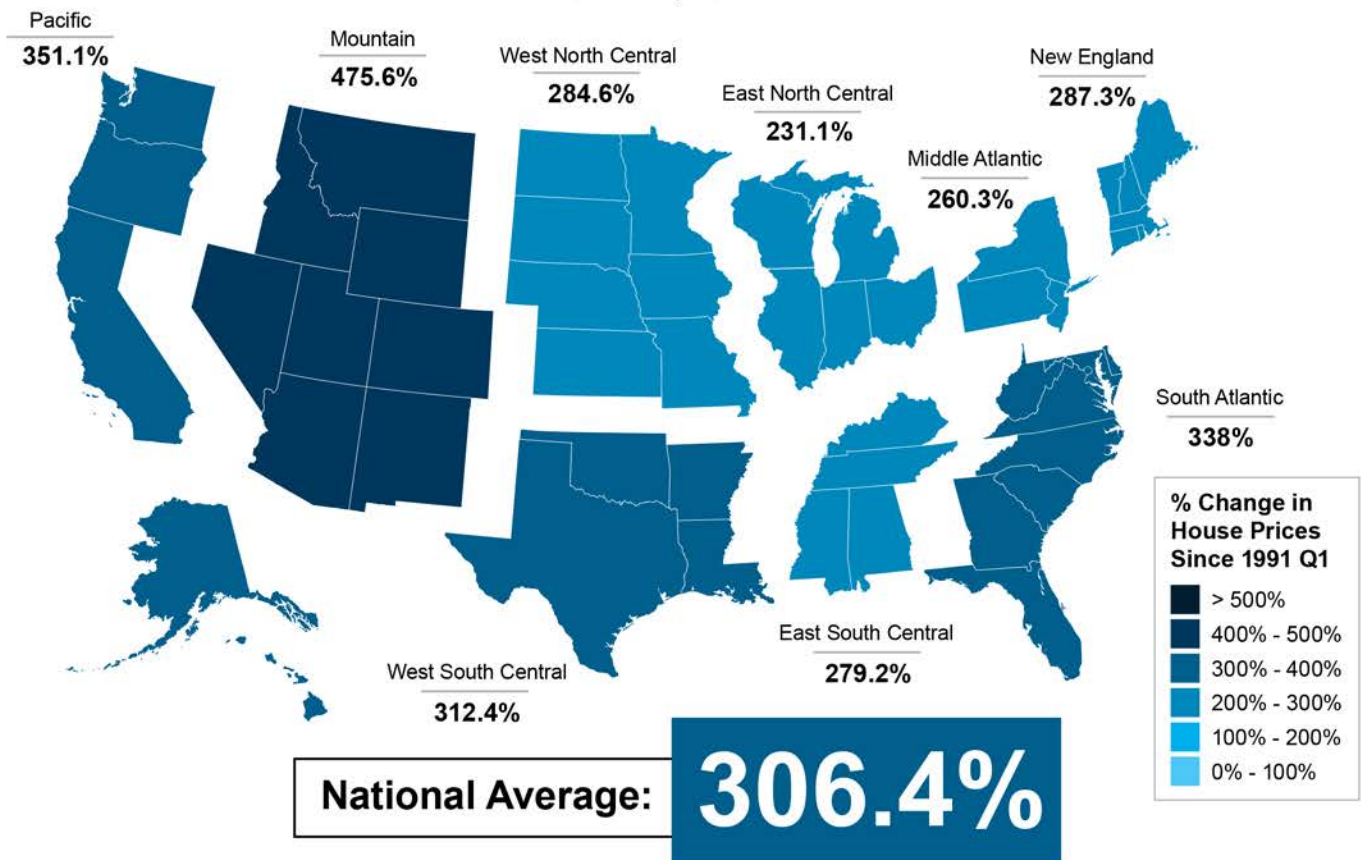 Pacific
351.1%
Mountain
475.6%
West North Central
284.6%
East North Central
231.1%
Middle Atlantic
260.3%
New England
287.3%
South Atlantic
338%
% Change in
House Prices
Since 1991 Q1
> 500%
400% - 500%
300% - 400%
200% - 300%
100% - 200%
0% - 100%
East South Central
279.2%
West South Central
312.4%
National Average:
306.4%